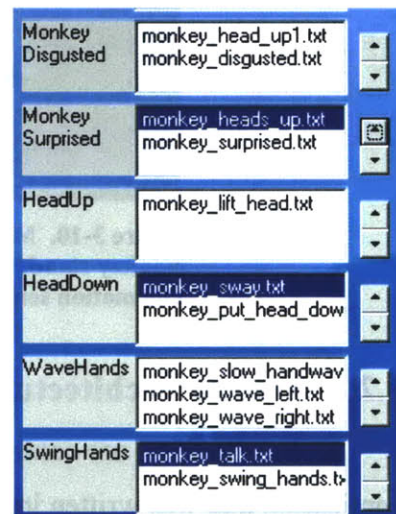 Monkey Disgusted
monkey_head_up1.txt
monkey_disgusted.txt
Monkey Surprised
monkey_heads_up.txt
monkey_surprised.txt
HeadUp
monkey_lift_head.txt
HeadDown
monkey_sway.txt
monkey_put_head_dow
WaveHands
monkey_slow_handwav
monkey_wave_left.txt
monkey_wave_right.txt
SwingHands
monkey_talk.txt
monkey_swing_hands.t